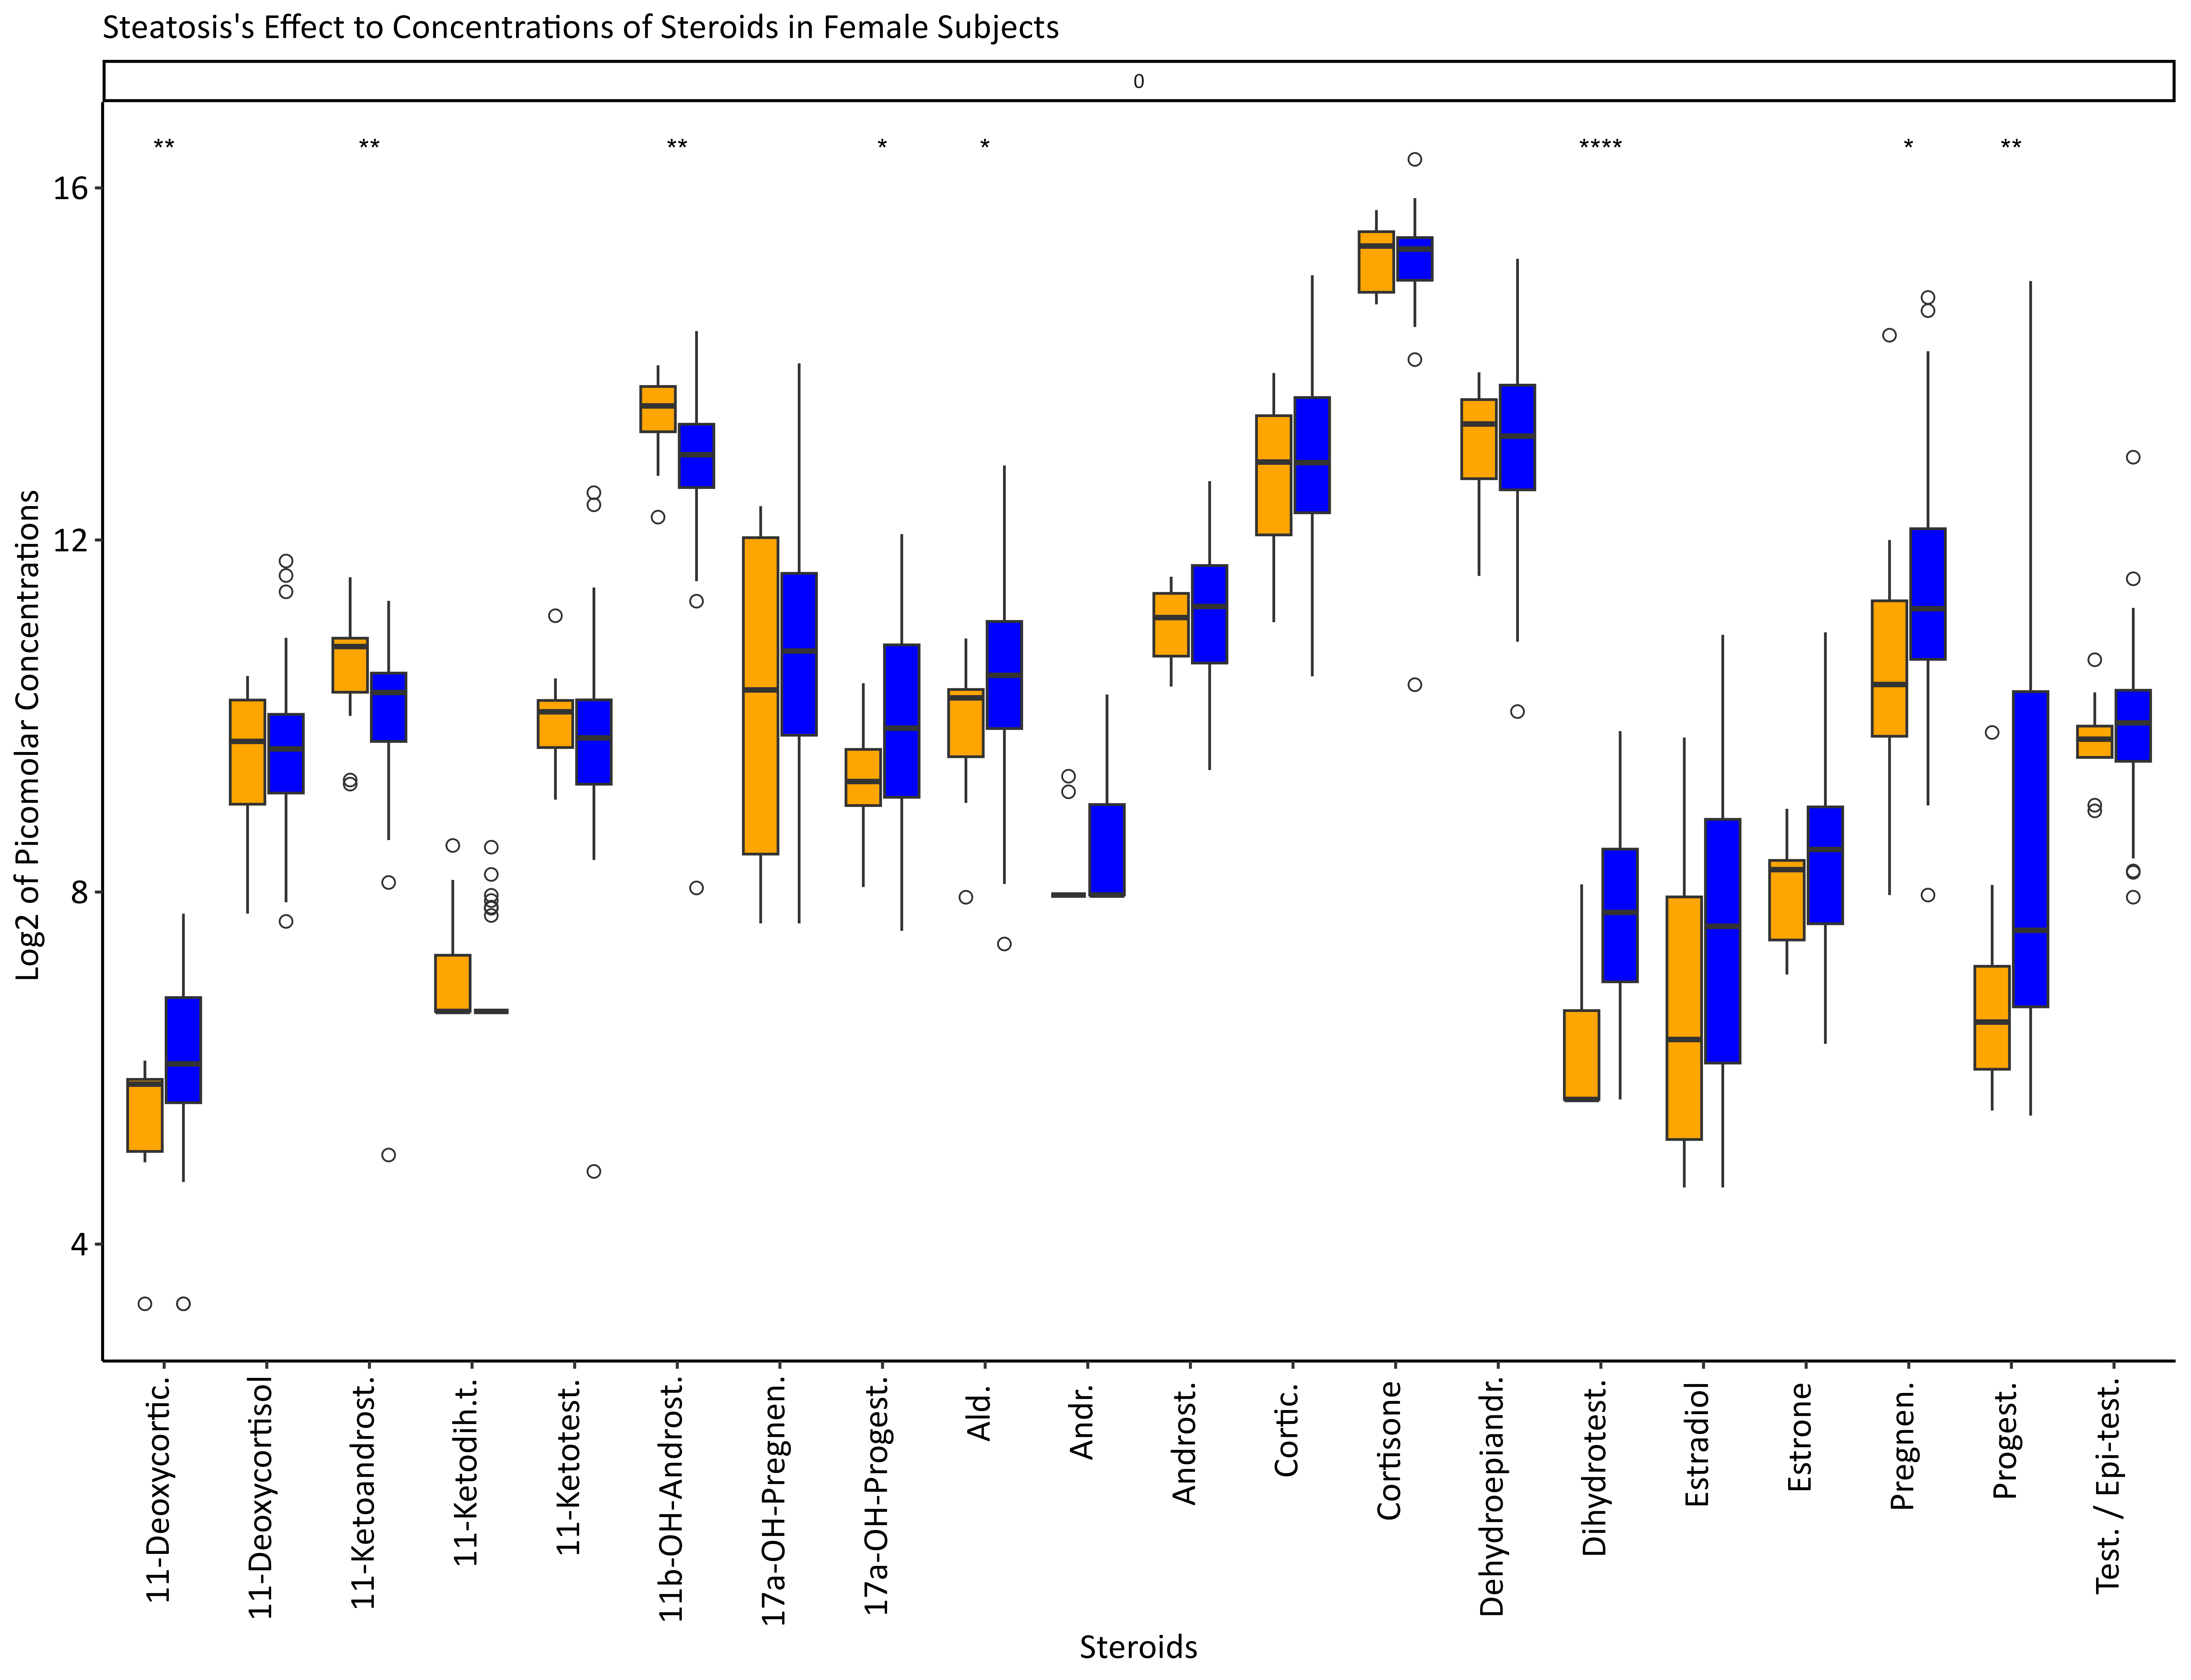 Steatosis's Effect to Concentrations of Steroids in Female Subjects
0
** ** ** * * **** * **
16
12
8
4
Log2 of Picomolar Concentrations
11-Deoxycortic.
11-Deoxycortisol
11-Ketoandrost.
11-Ketodih.t.
11-Ketotest.
11b-OH-Androst.
17a-OH-Pregnen.
17a-OH-Progest.
Ald.
Andr.
Androst.
Cortic.
Cortisone
Dehydroepiandr.
Dihydrotest.
Estradiol
Estrone
Pregnen.
Progest.
Test. / Epi-test.
Steroids